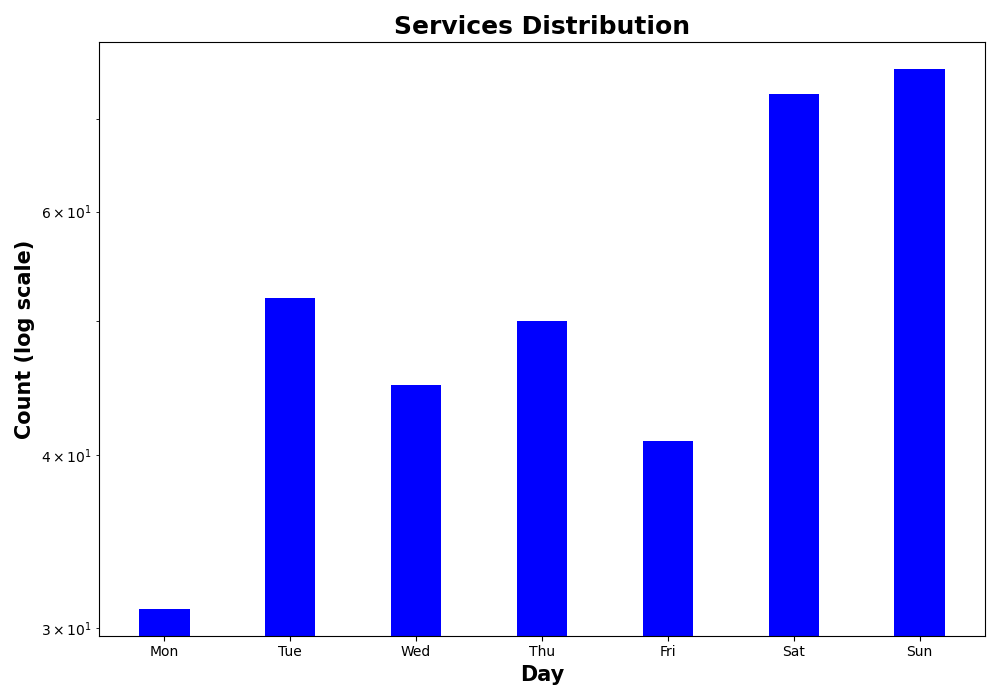 Services Distribution
Count (log scale)
6 × 10¹
4 × 10¹
3 × 10¹
Mon Tue Wed Thu Fri Sat Sun
Day